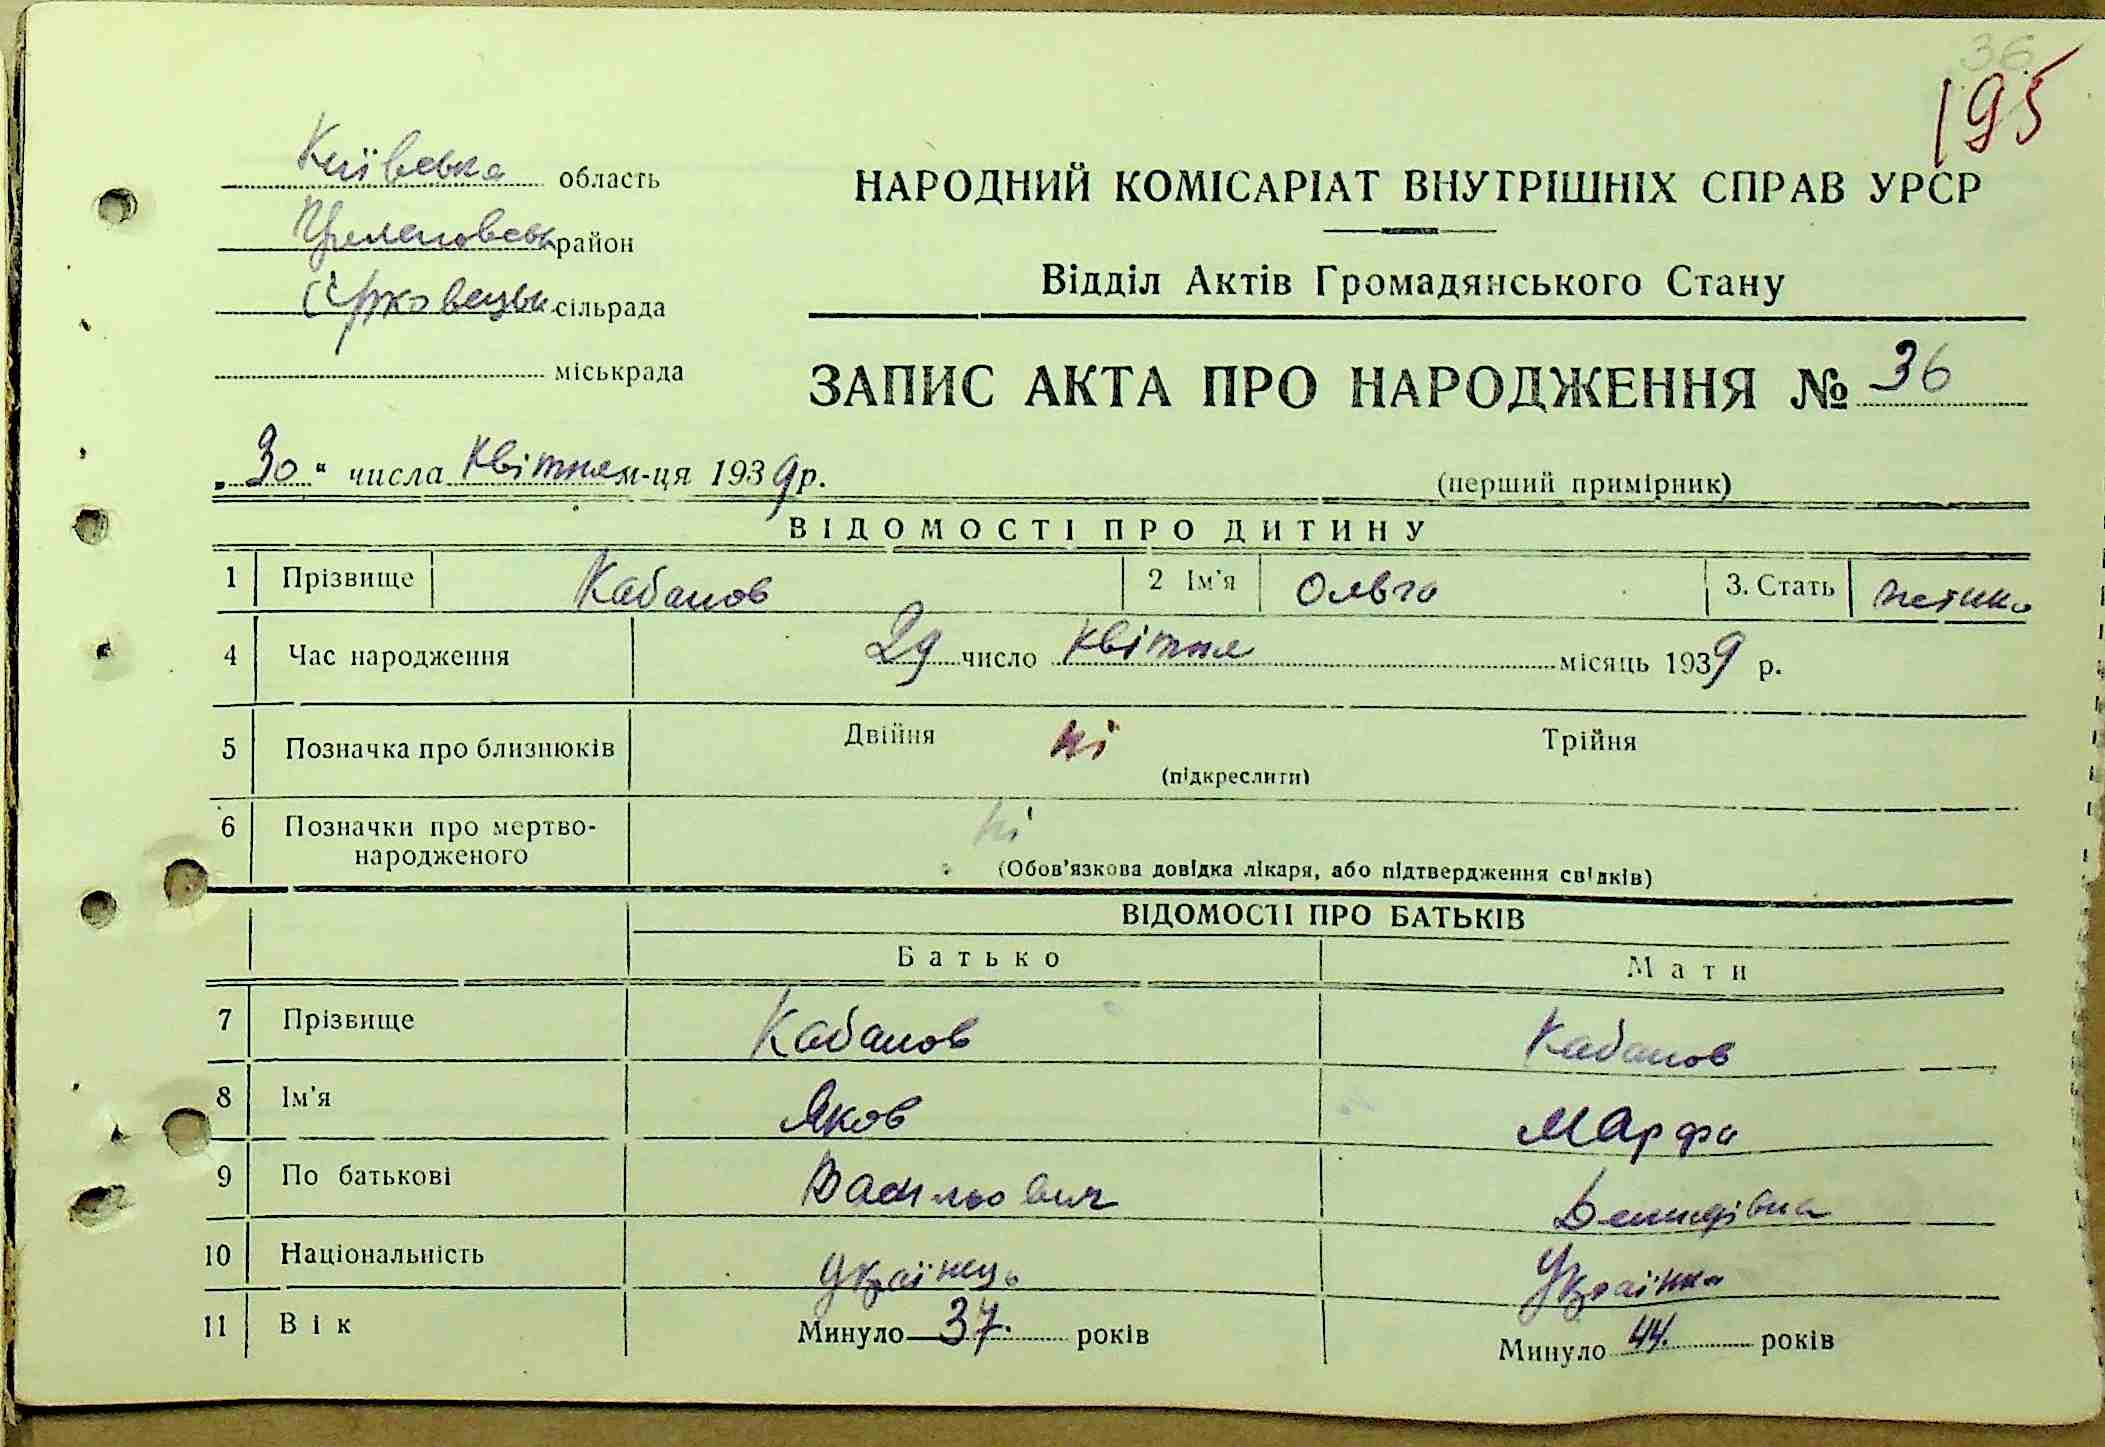 36
195
Київська область
район
сільрада
міськрада
НАРОДНИЙ КОМІСАРІАТ ВНУТРІШНІХ СПРАВ УРСР
Відділ Актів Громадянського Стану
ЗАПИС АКТА ПРО НАРОДЖЕННЯ № 36
„30“ числа квітня м-ця 1939 р.
(перший примірник)
ВІДОМОСТІ ПРО ДИТИНУ
1 Прізвище Кабанов 2 Ім'я Ольга 3. Стать
4 Час народження 29 число квітня місяць 1939 р.
5 Позначка про близнюків Двійня ні Трійня
(підкреслити)
6 Позначки про мертво-
народженого ні
(Обов'язкова довідка лікаря, або підтвердження свідків)
ВІДОМОСТІ ПРО БАТЬКІВ
Батько Мати
7 Прізвище Кабанов Кабанов
8 Ім'я Яков Марфа
9 По батькові Васильович Демидівна
10 Національність Українець Українка
11 Вік Минуло 37. років Минуло 44. років